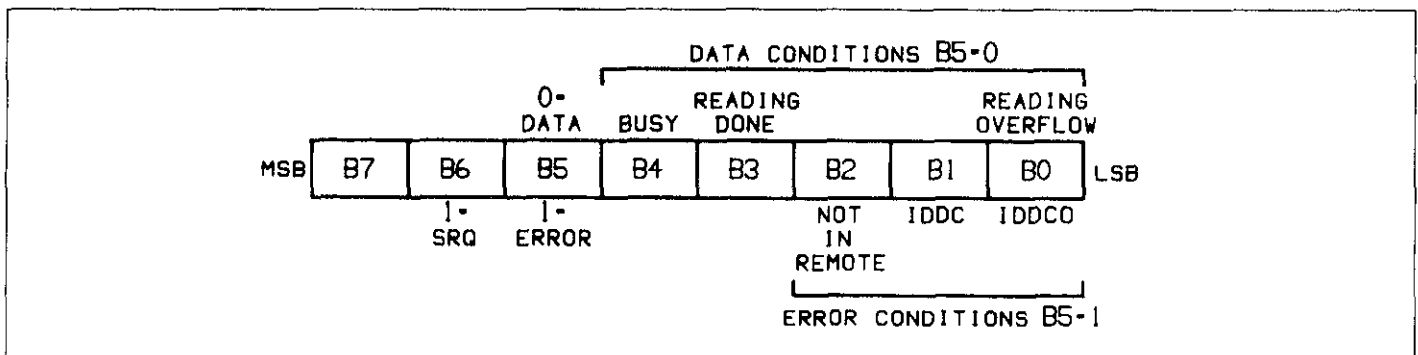 DATA CONDITIONS B5-0
0-
DATA
BUSY
READING
DONE
READING
OVERFLOW
MSB B7 B6 B5 B4 B3 B2 B1 B0 LSB
1-
SRQ
1-
ERROR
NOT
IN
REMOTE
IDDC
IDDCO
ERROR CONDITIONS B5-1